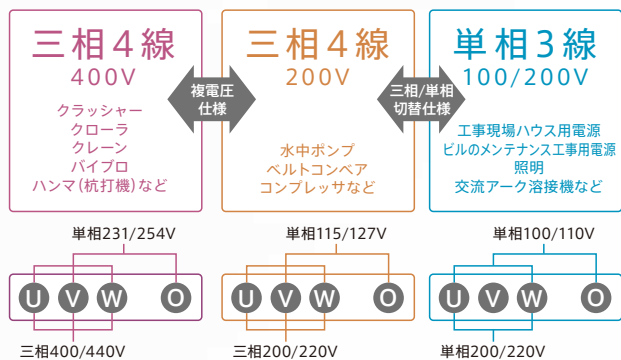 三相4線
400V
クラッシャー
クローラ
クレーン
バイブロ
ハンマ(杭打機)など
複電圧
仕様
三相4線
200V
水中ポンプ
ベルトコンベア
コンプレッサなど
三相/単相
切替仕様
単相3線
100/200V
工事現場ハウス用電源
ビルのメンテナンス工事用電源
照明
交流アーク溶接機など
単相231/254V
U V W O
三相400/440V
単相115/127V
U V W O
三相200/220V
単相100/110V
U V W O
単相200/220V